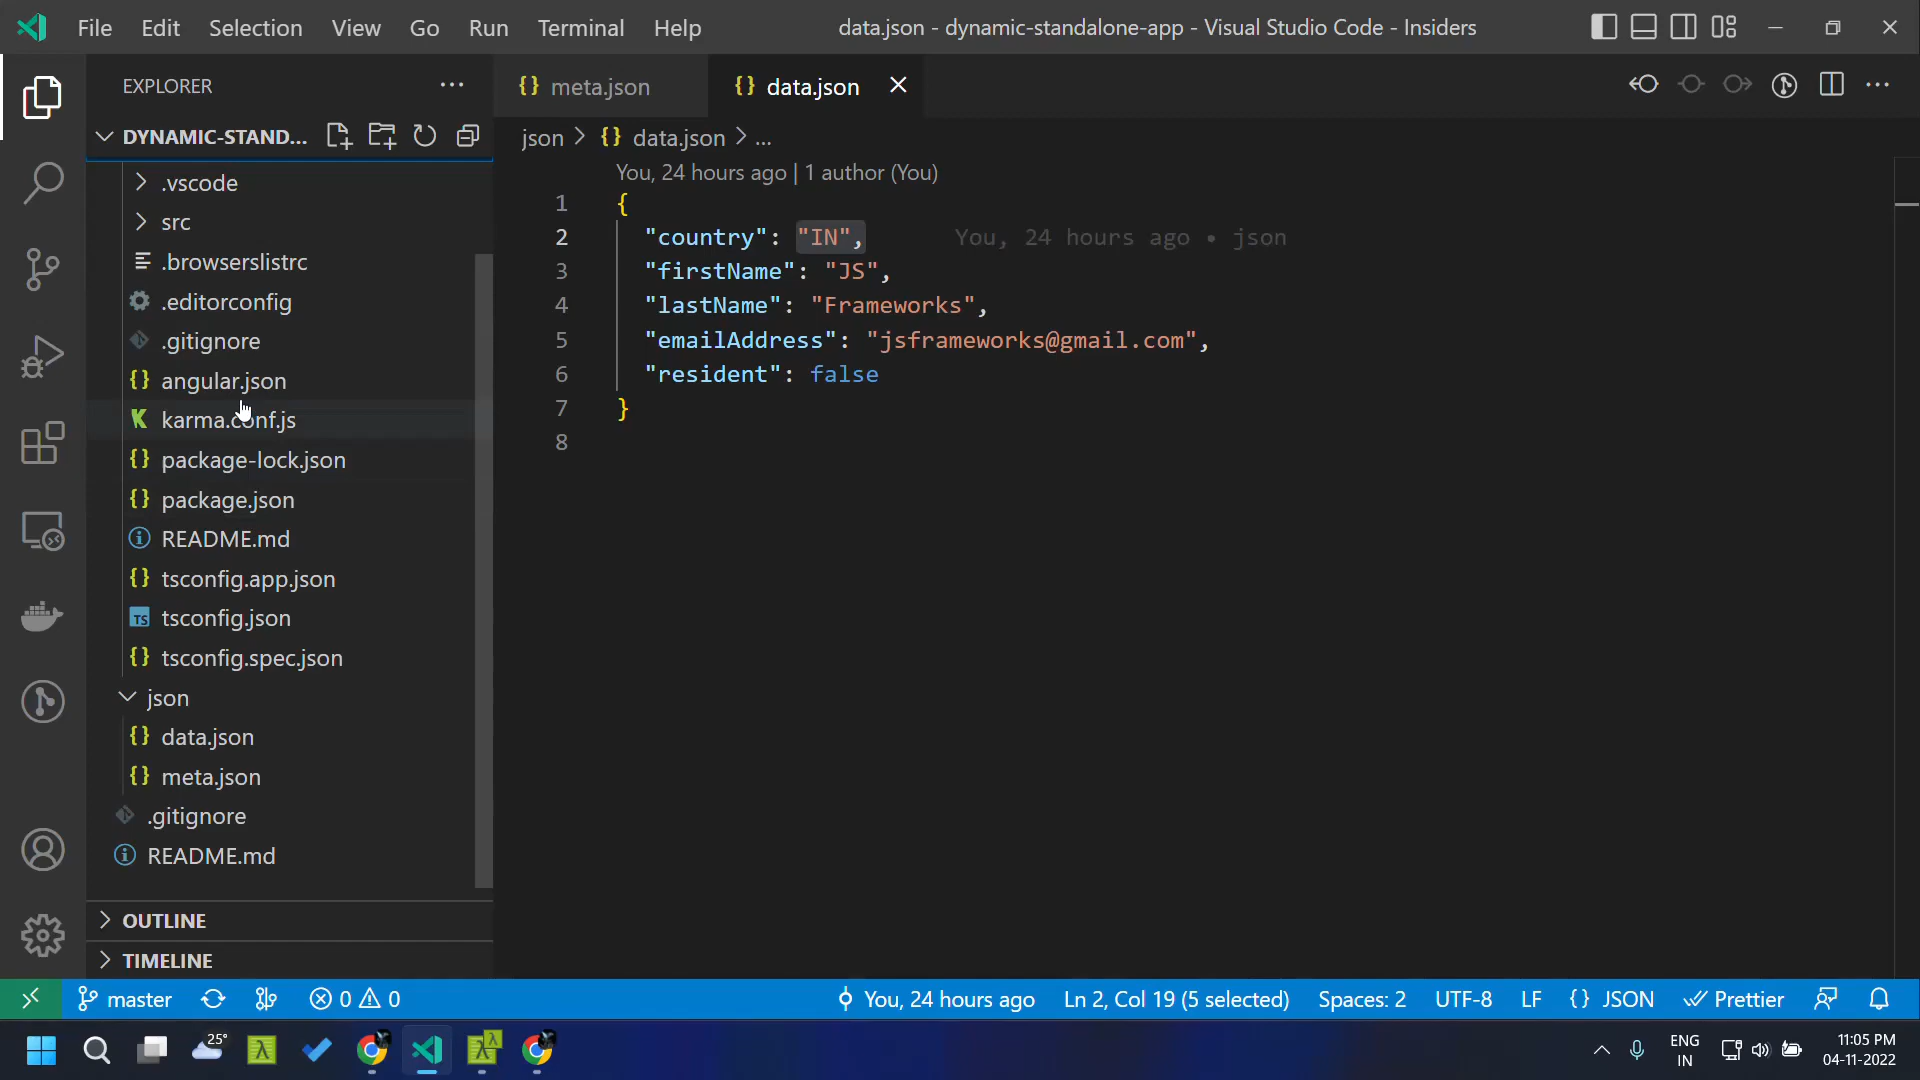 File Edit Selection View Go Run Terminal Help
data.json - dynamic-standalone-app - Visual Studio Code - Insiders
EXPLORER
DYNAMIC-STAND...
.vscode
src
.browserslistrc
.editorconfig
.gitignore
angular.json
karma.conf.js
package-lock.json
package.json
README.md
tsconfig.app.json
TS tsconfig.json
tsconfig.spec.json
json
data.json
meta.json
.gitignore
README.md
OUTLINE
TIMELINE
{} meta.json {} data.json
json > {} data.json > ...
You, 24 hours ago | 1 author (You)
1 {
2 "country": "IN", You, 24 hours ago • json
3 "firstName": "JS",
4 "lastName": "Frameworks",
5 "emailAddress": "jsframeworks@gmail.com",
6 "resident": false
7 }
8
master 0 0 You, 24 hours ago Ln 2, Col 19 (5 selected) Spaces: 2 UTF-8 LF {} JSON Prettier
25° ENG IN 11:05 PM
04-11-2022